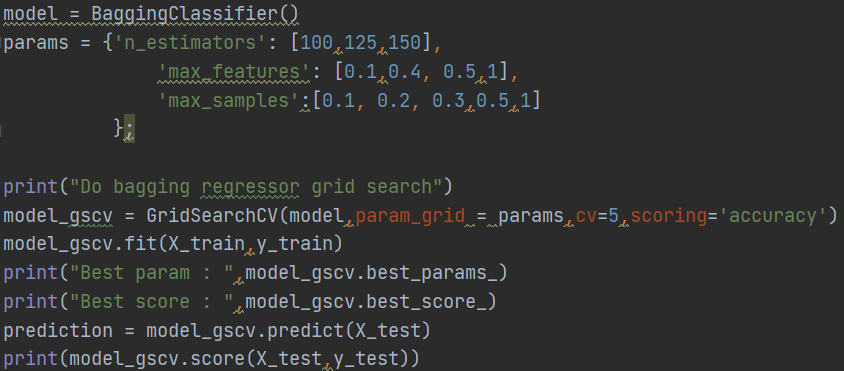 model = BaggingClassifier()
params = {'n_estimators': [100,125,150],
'max_features': [0.1,0.4, 0.5,1],
'max_samples':[0.1, 0.2, 0.3,0.5,1]
};
print("Do bagging regressor grid search")
model_gscv = GridSearchCV(model,param_grid = params,cv=5,scoring='accuracy')
model_gscv.fit(X_train,y_train)
print("Best param : ",model_gscv.best_params_)
print("Best score : ",model_gscv.best_score_)
prediction = model_gscv.predict(X_test)
print(model_gscv.score(X_test,y_test))